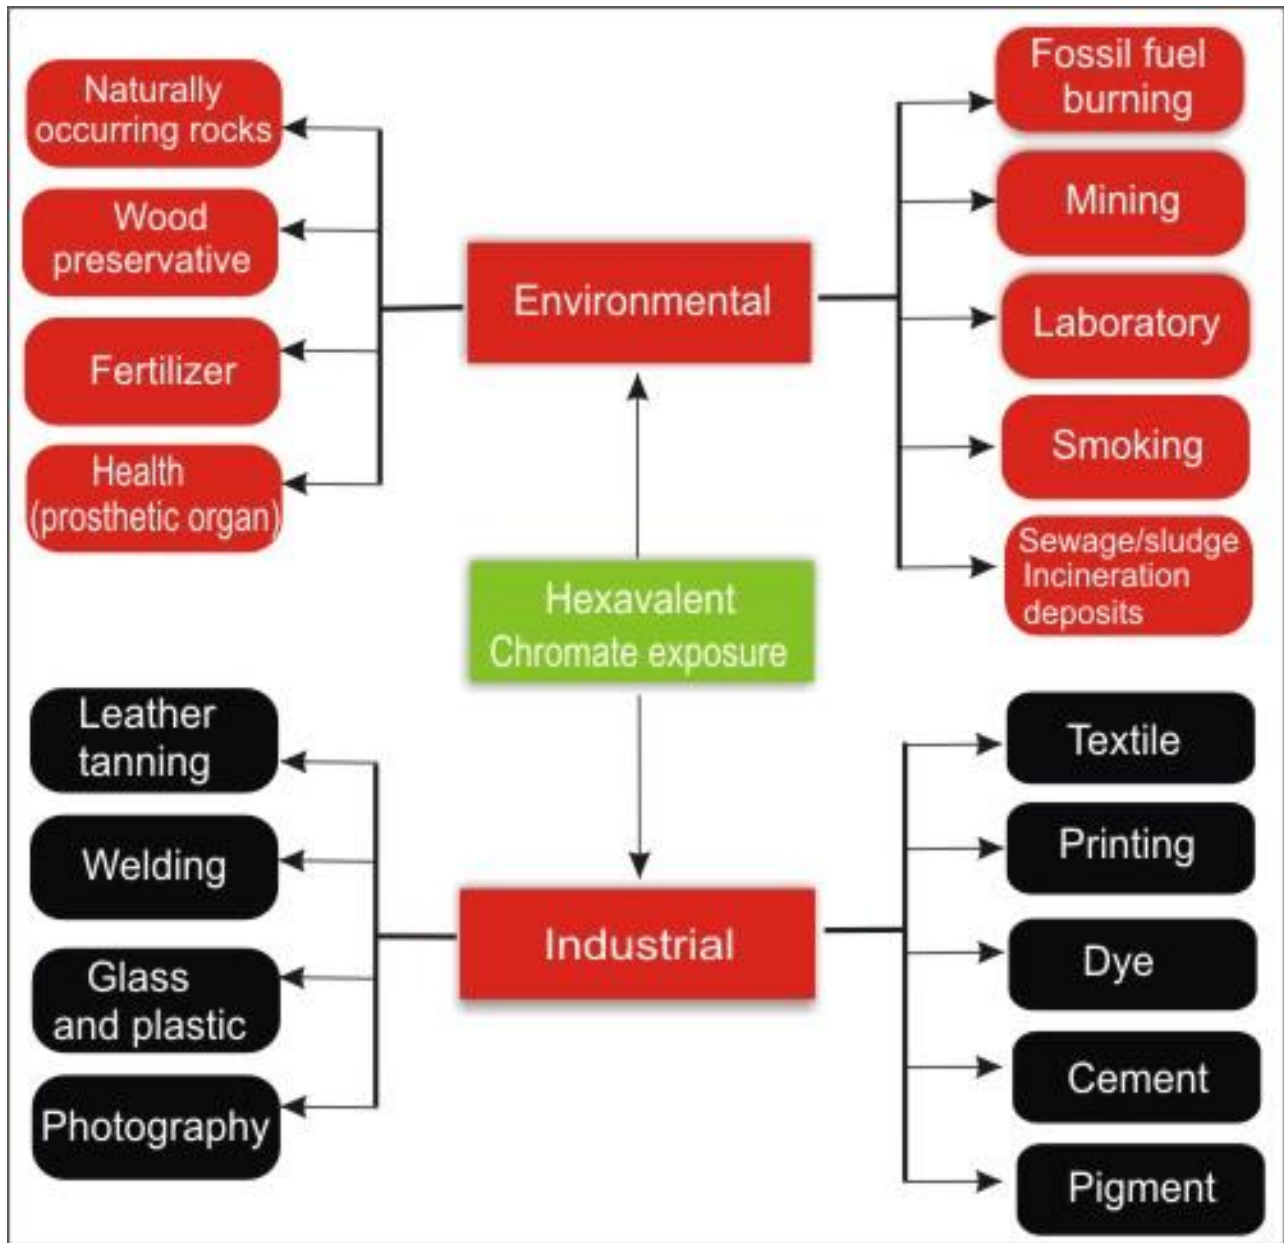 Naturally
occurring rocks
Wood
preservative
Fertilizer
Health
(prosthetic organ)
Environmental
Fossil fuel
burning
Mining
Laboratory
Smoking
Sewage/sludge
Incineration
deposits
Hexavalent
Chromate exposure
Leather
tanning
Welding
Glass
and plastic
Photography
Industrial
Textile
Printing
Dye
Cement
Pigment